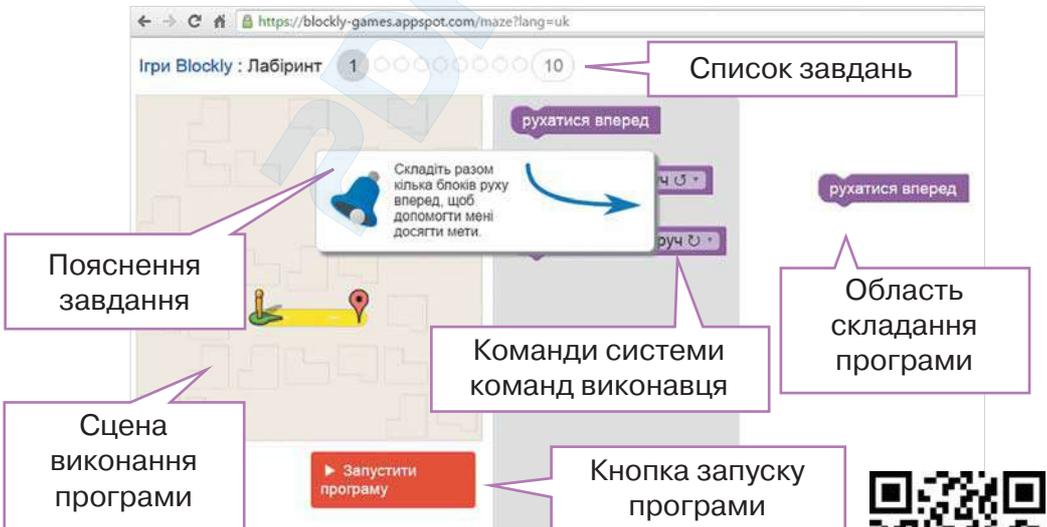 https://blockly-games.appspot.com/maze?lang=uk
Ігри Blockly : Лабіринт 1 10
Список завдань
рухатися вперед
Складіть разом
кілька блоків руху
вперед, щоб
допомогти мені
досягти мети.
руч ↻
рухатися вперед
Пояснення
завдання
Область
складання
програми
Команди системи
команд виконавця
Сцена
виконання
програми
► Запустити
програму
Кнопка запуску
програми